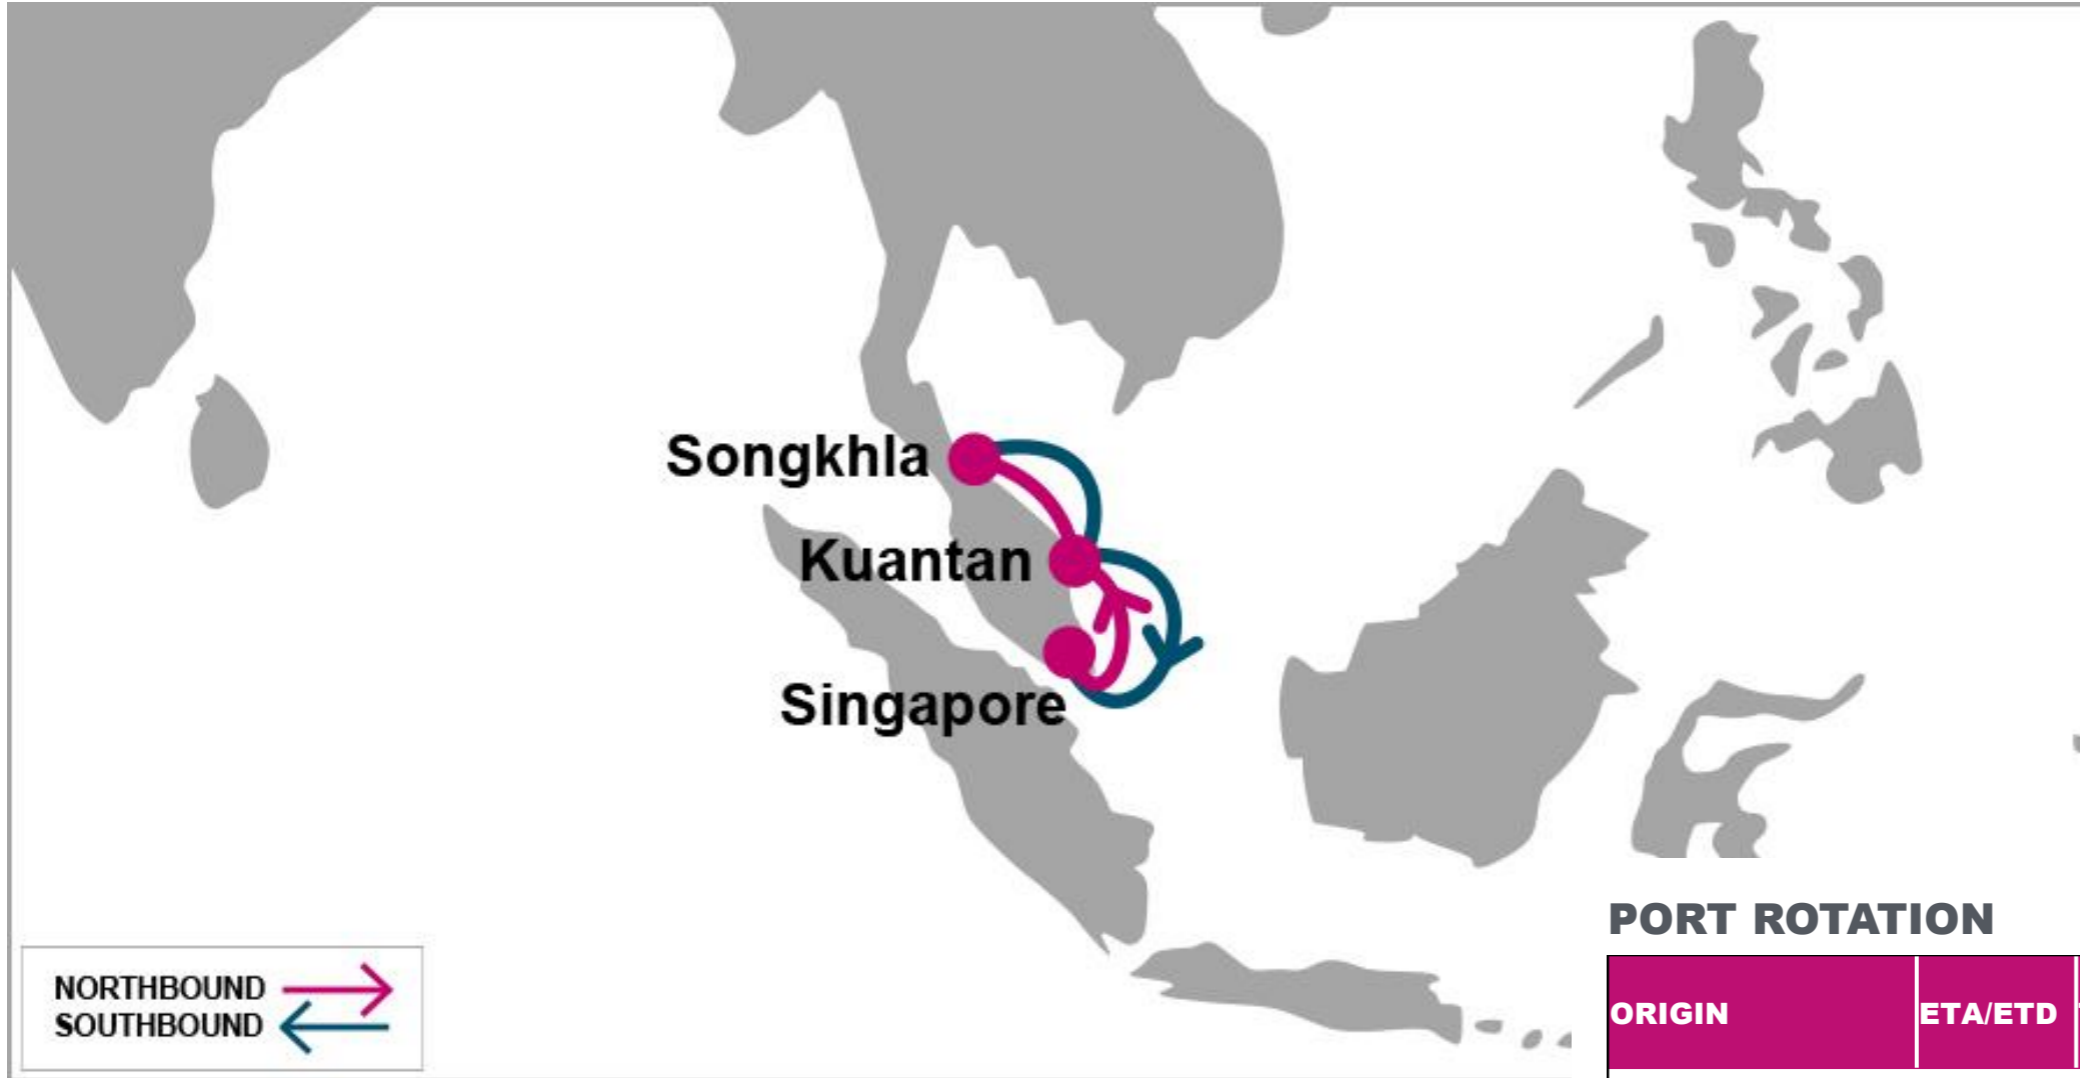 Songkhla
Kuantan
Singapore
NORTHBOUND
SOUTHBOUND
PORT ROTATION
ORIGIN ETA/ETD